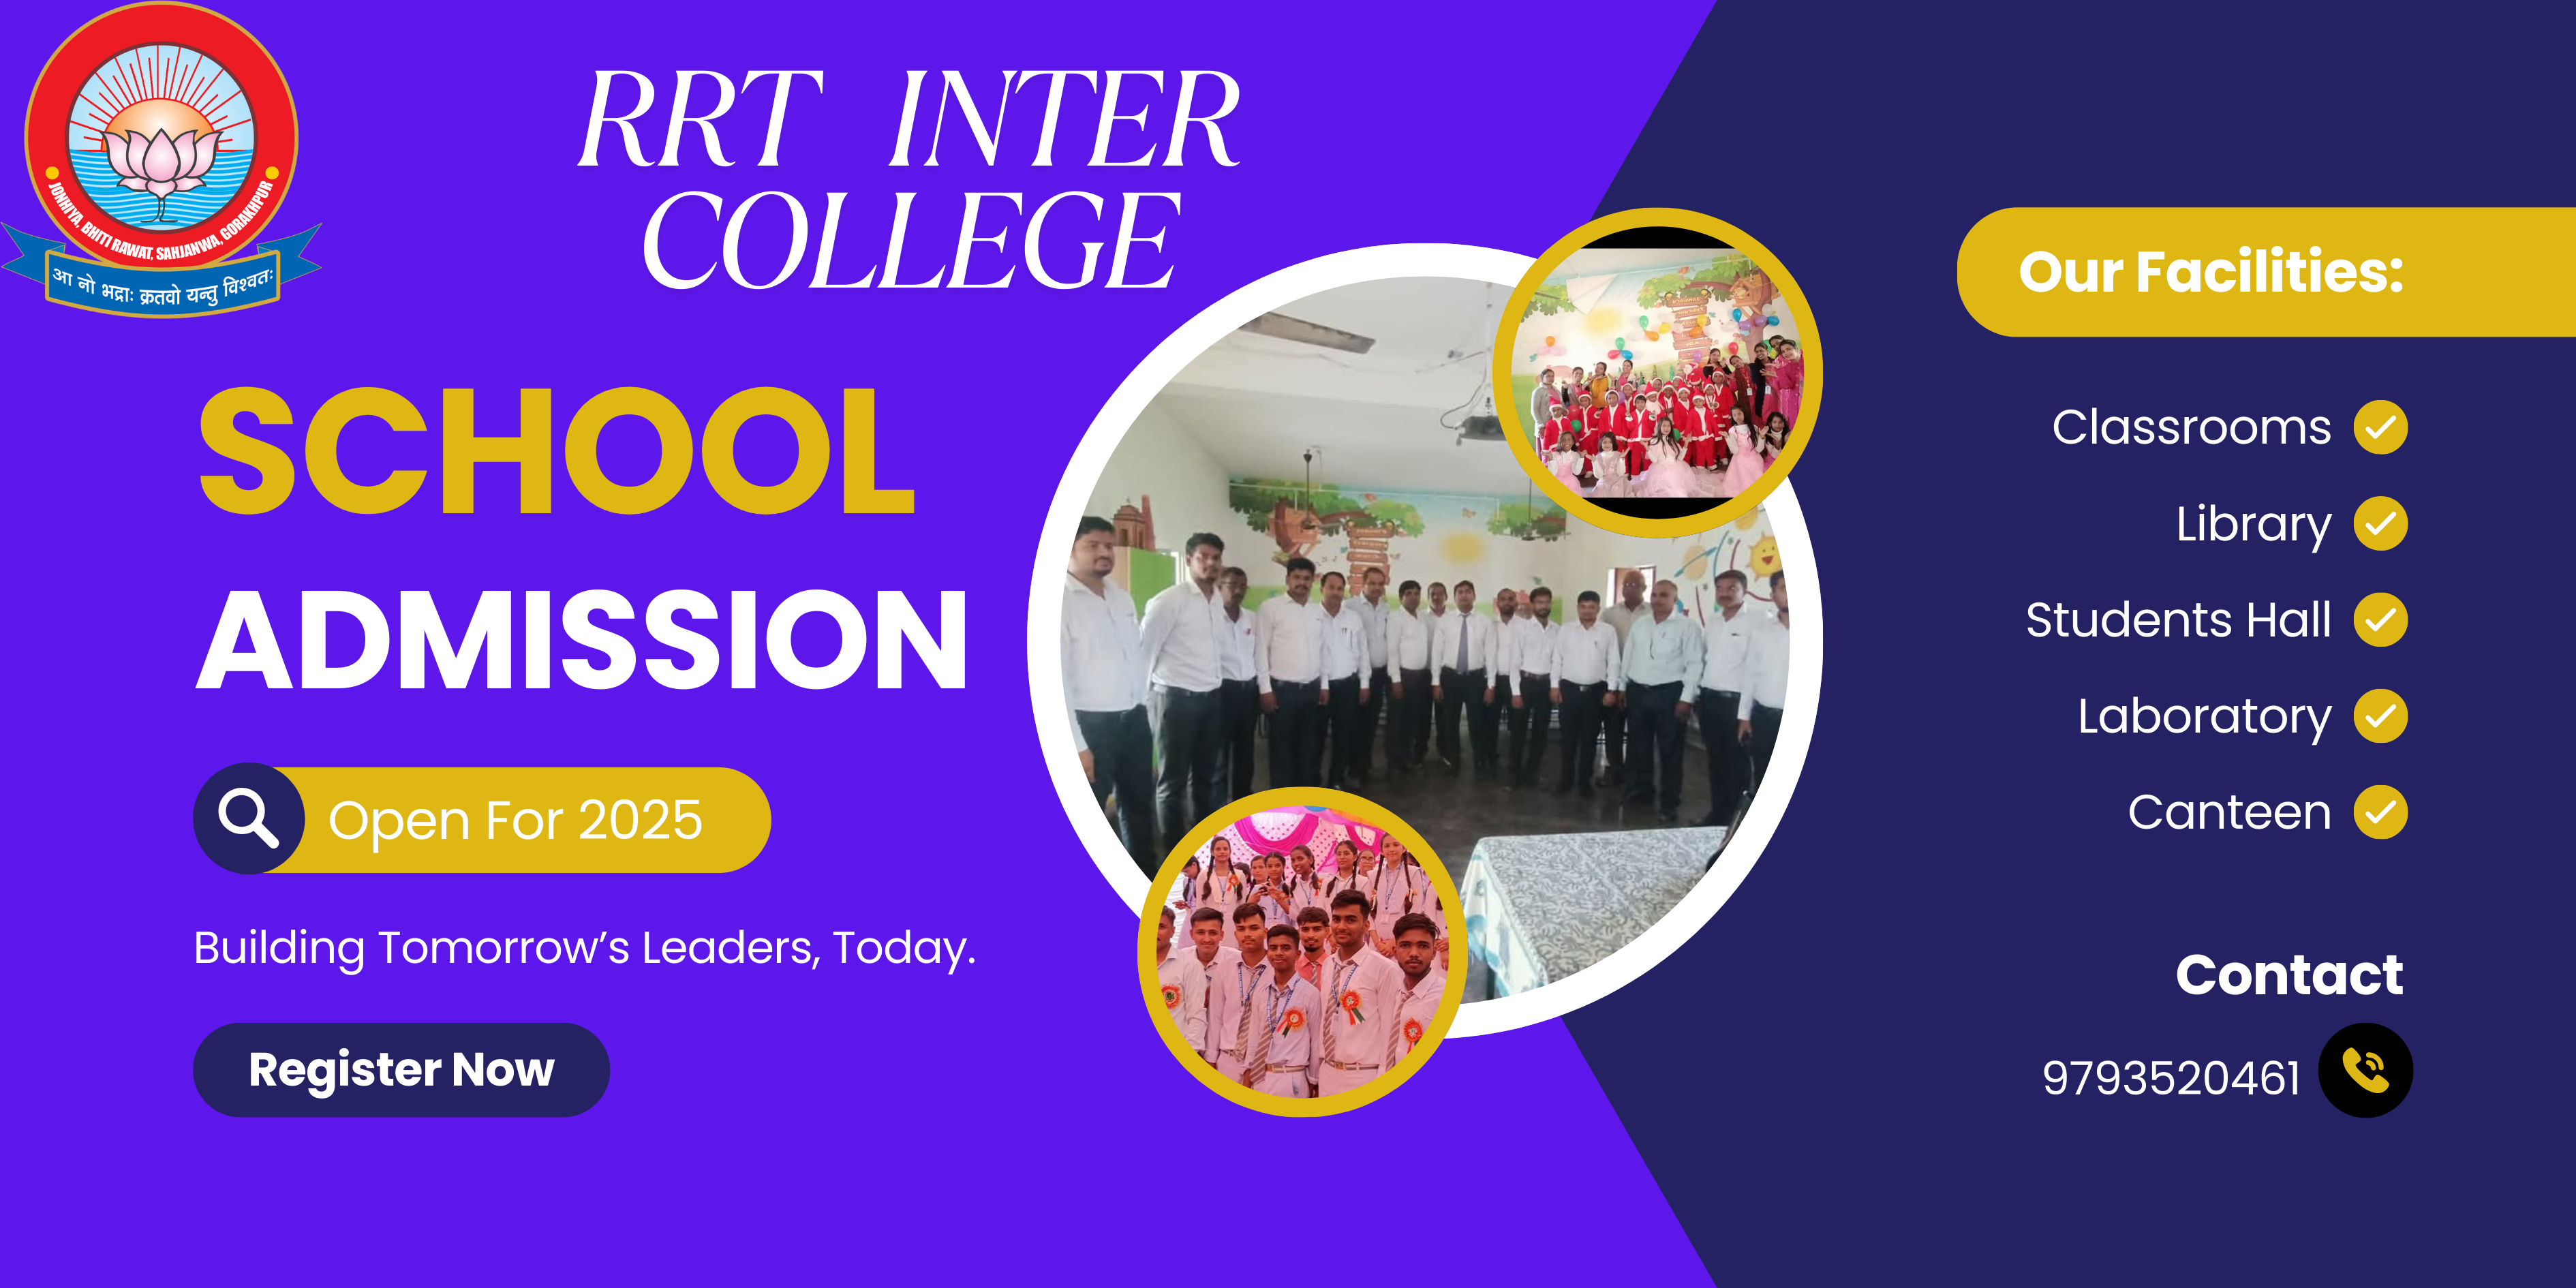 JONHIYA, BHITI RAWAT, SAHJANWA, GORAKHPUR
आ नो भद्राः क्रतवो यन्तु विश्वतः
RRT INTER
COLLEGE
SCHOOL
ADMISSION
Open For 2025
Building Tomorrow’s Leaders, Today.
Register Now
Our Facilities:
Classrooms
Library
Students Hall
Laboratory
Canteen
Contact
9793520461